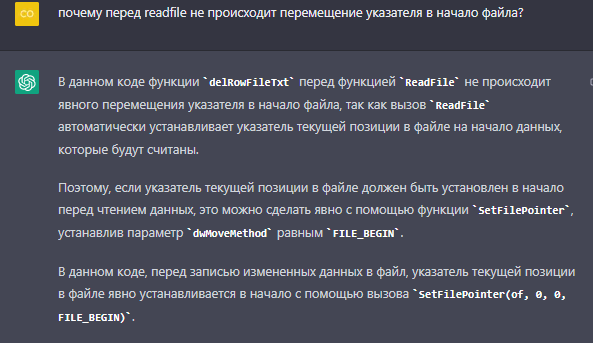 CO
почему перед readfile не происходит перемещение указателя в начало файла?
В данном коде функции `delRowFileTxt` перед функцией `ReadFile` не происходит
явного перемещения указателя в начало файла, так как вызов `ReadFile`
автоматически устанавливает указатель текущей позиции в файле на начало данных,
которые будут считаны.
Поэтому, если указатель текущей позиции в файле должен быть установлен в начало
перед чтением данных, это можно сделать явно с помощью функции `SetFilePointer`,
устанавлив параметр `dwMoveMethod` равным `FILE_BEGIN`.
В данном коде, перед записью измененных данных в файл, указатель текущей позиции
в файле явно устанавливается в начало с помощью вызова `SetFilePointer(of, 0, 0,
FILE_BEGIN)`.